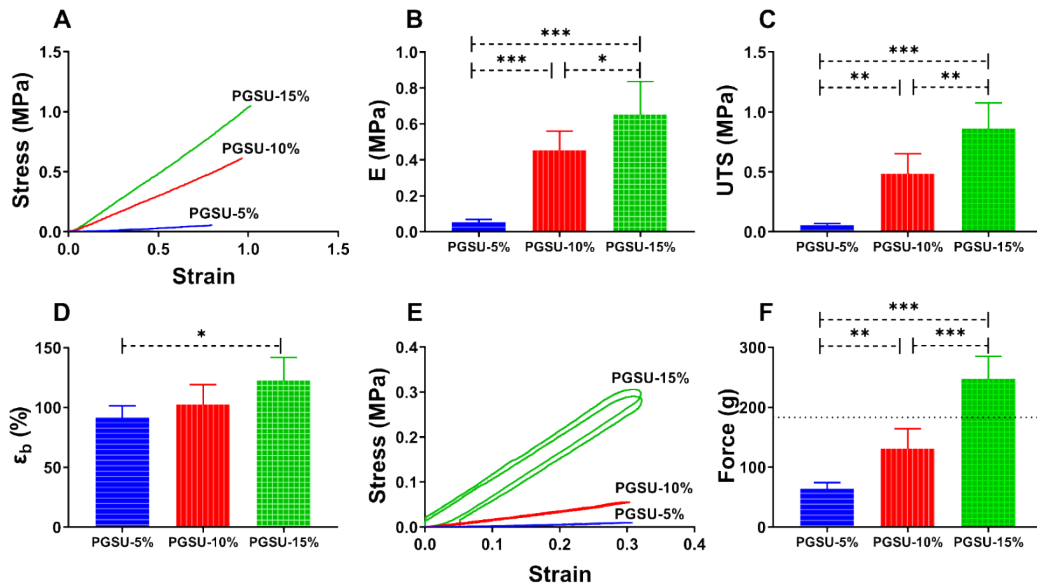 A
Stress (MPa)
1.5
1.0
0.5
0.0
0.0 0.5 1.0 1.5
Strain
PGSU-15%
PGSU-10%
PGSU-5%
B
E (MPa)
1.0
0.8
0.6
0.4
0.2
0.0
***
*** *
PGSU-5% PGSU-10% PGSU-15%
C
UTS (MPa)
1.5
1.0
0.5
0.0
***
** **
PGSU-5% PGSU-10% PGSU-15%
D
εb (%)
150
100
50
0
*
PGSU-5% PGSU-10% PGSU-15%
E
Stress (MPa)
0.4
0.3
0.2
0.1
0.0
0.0 0.1 0.2 0.3 0.4
Strain
PGSU-15%
PGSU-10%
PGSU-5%
F
Force (g)
300
200
100
0
***
** ***
PGSU-5% PGSU-10% PGSU-15%